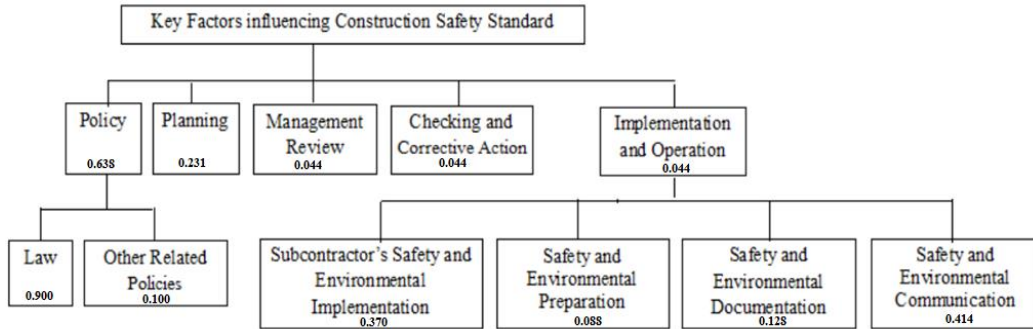 Key Factors influencing Construction Safety Standard
Policy
0.638
Planning
0.231
Management
Review
0.044
Checking and
Corrective Action
0.044
Implementation
and Operation
0.044
Law
0.900
Other Related
Policies
0.100
Subcontractor's Safety and
Environmental
Implementation
0.370
Safety and
Environmental
Preparation
0.088
Safety and
Environmental
Documentation
0.128
Safety and
Environmental
Communication
0.414